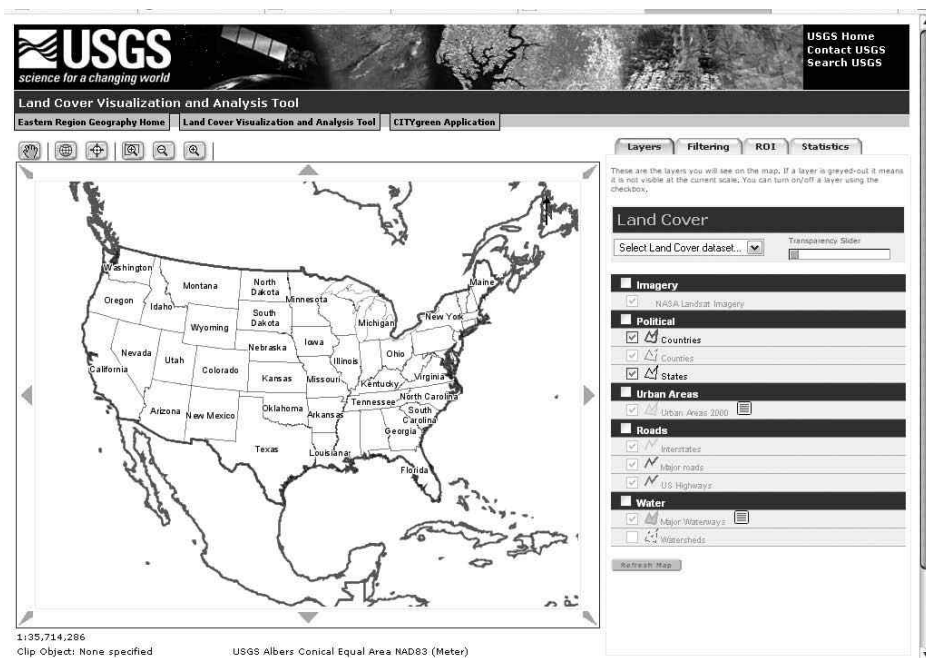 USGS
science for a changing world
USGS Home
Contact USGS
Search USGS
Land Cover Visualization and Analysis Tool
Eastern Region Geography Home
Land Cover Visualization and Analysis Tool
CITYgreen Application
Layers
Filtering
ROI
Statistics
These are the layers you will see on the map. If a layer is greyed-out it means
it is not visible at the current scale. You can turn on/off a layer using the
checkbox.
Land Cover
Select Land Cover dataset...
Transparency Slider
Imagery
NASA Landsat Imagery
Political
Countries
Counties
States
Urban Areas
Urban Areas 2000
Roads
Interstates
Major roads
US Highways
Water
Major Waterways
Watersheds
Refresh Map
Washington
Montana
North
Dakota
Minnesota
Maine
Oregon
Idaho
South
Dakota
Michigan
New York
Wyoming
Nebraska
Iowa
Illinois
Ohio
Nevada
Utah
Colorado
California
Kansas
Missouri
Kentucky
Virginia
Arizona
New Mexico
Oklahoma
Arkansas
Tennessee
North Carolina
South
Carolina
Georgia
Texas
Louisiana
Florida
1:35,714,286
Clip Object: None specified
USGS Albers Conical Equal Area NAD83 (Meter)